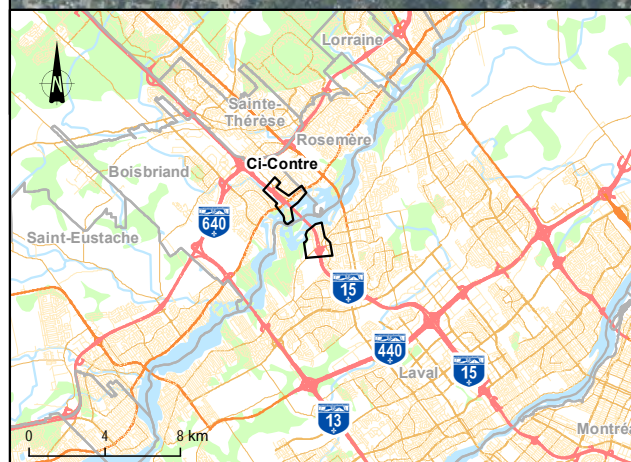 Lorraine
N
Sainte-
Thérèse
Rosemère
Ci-Contre
Boisbriand
640
Saint-Eustache
15
440
Laval
15
13
Montré
0 4 8 km